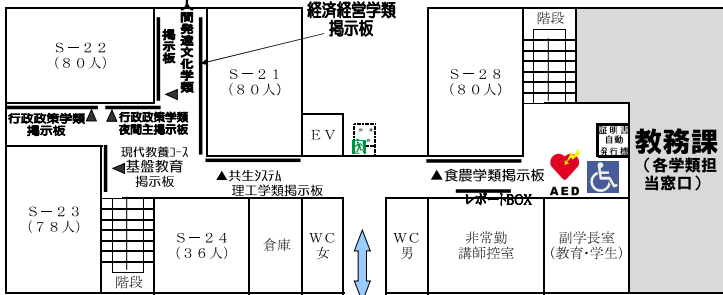 人間発達文化学類
掲示板
経済経営学類
掲示板
階段
S－22
(80人)
S－21
(80人)
S－28
(80人)
行政政策学類
掲示板
行政政策学類
夜間主掲示板
EV
証明書
自動
発行機
教務課
(各学類担
当窓口)
現代教養コース
基盤教育
掲示板
▲共生システム
理工学類掲示板
▲食農学類掲示板
レポートBOX
AED
S－23
(78人)
階段
S－24
(36人)
倉庫
WC
女
WC
男
非常勤
講師控室
副学長室
(教育・学生)